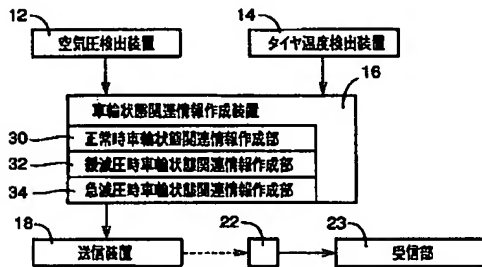 12
14
空気圧検出装置
タイヤ温度検出装置
16
車輪状態関連情報作成装置
30
正常時車輪状態関連情報作成部
32
緩減圧時車輪状態関連情報作成部
34
急減圧時車輪状態関連情報作成部
18
22
23
送信装置
受信部